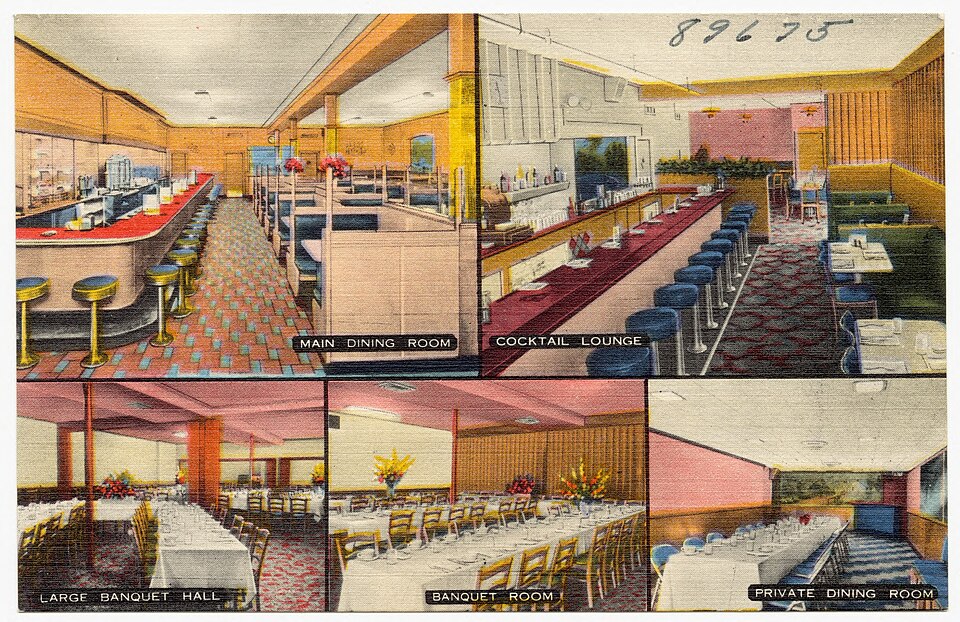 89675
MAIN DINING ROOM
COCKTAIL LOUNGE
LARGE BANQUET HALL
BANQUET ROOM
PRIVATE DINING ROOM